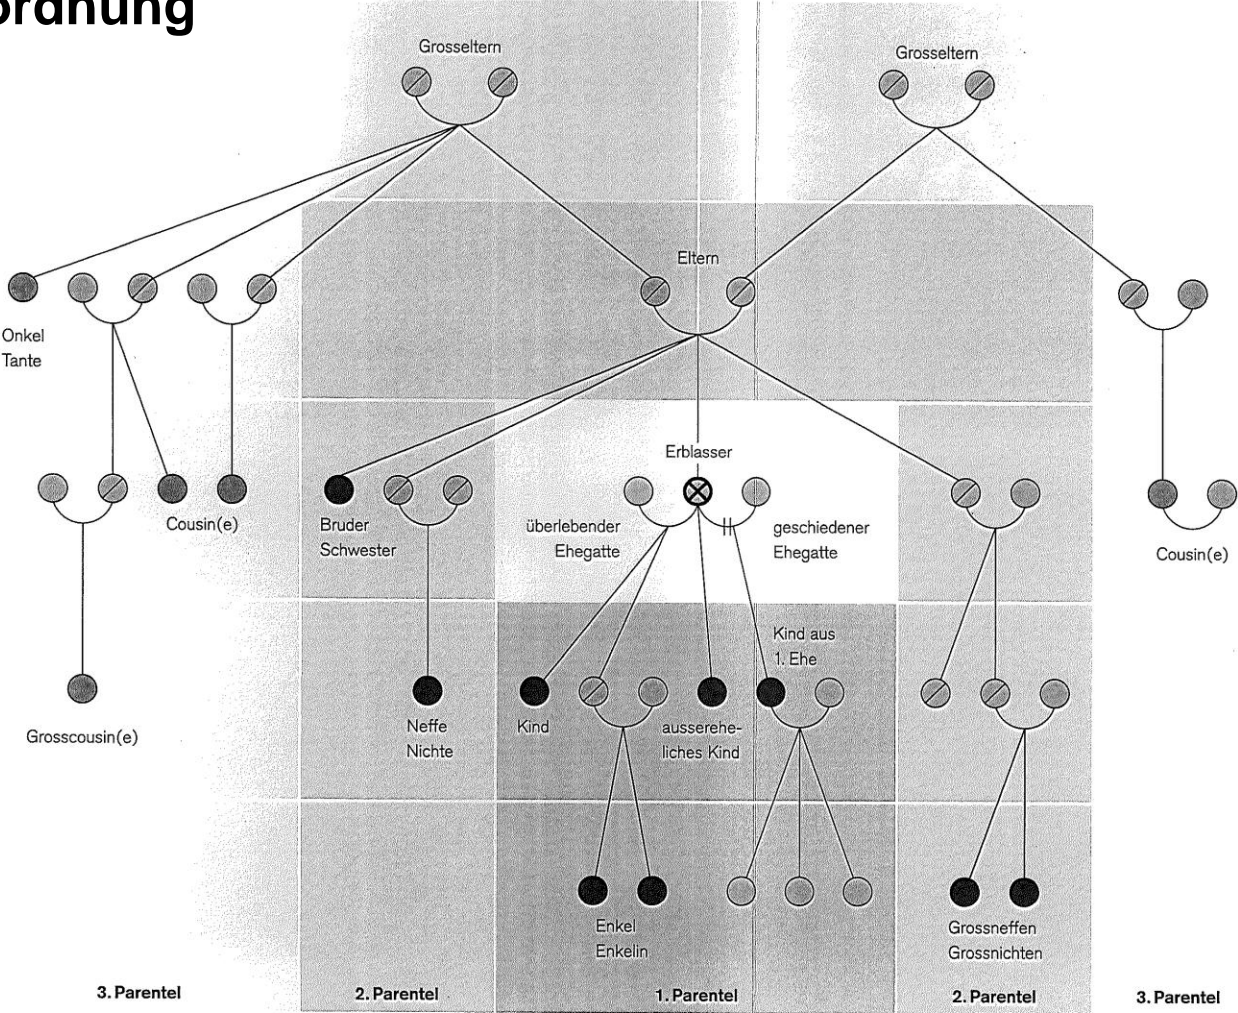 ordnung
Grosseltern
Grosseltern
Eltern
Onkel
Tante
Erblasser
Cousin(e)
Bruder
Schwester
überlebender
Ehegatte
geschiedener
Ehegatte
Cousin(e)
Kind aus
1. Ehe
Grosscousin(e)
Neffe
Nichte
Kind
ausserehe-
liches Kind
Enkel
Enkelin
Grossneffen
Grossnichten
3. Parentel
2. Parentel
1. Parentel
2. Parentel
3. Parentel